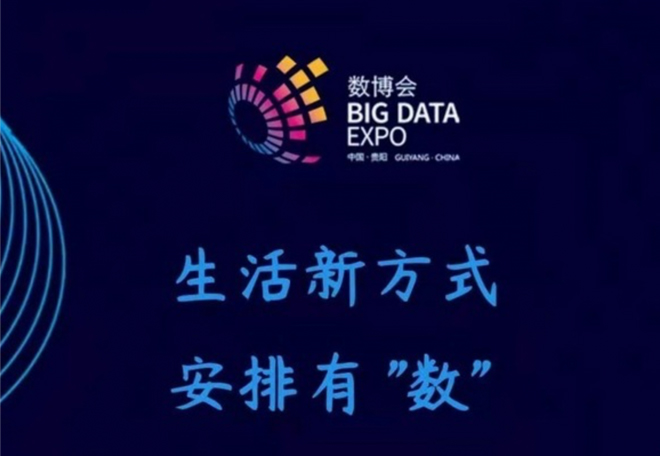 数博会
BIG DATA
EXPO
中国·贵阳 GUIYANG·CHINA
生活新方式
安排有"数"